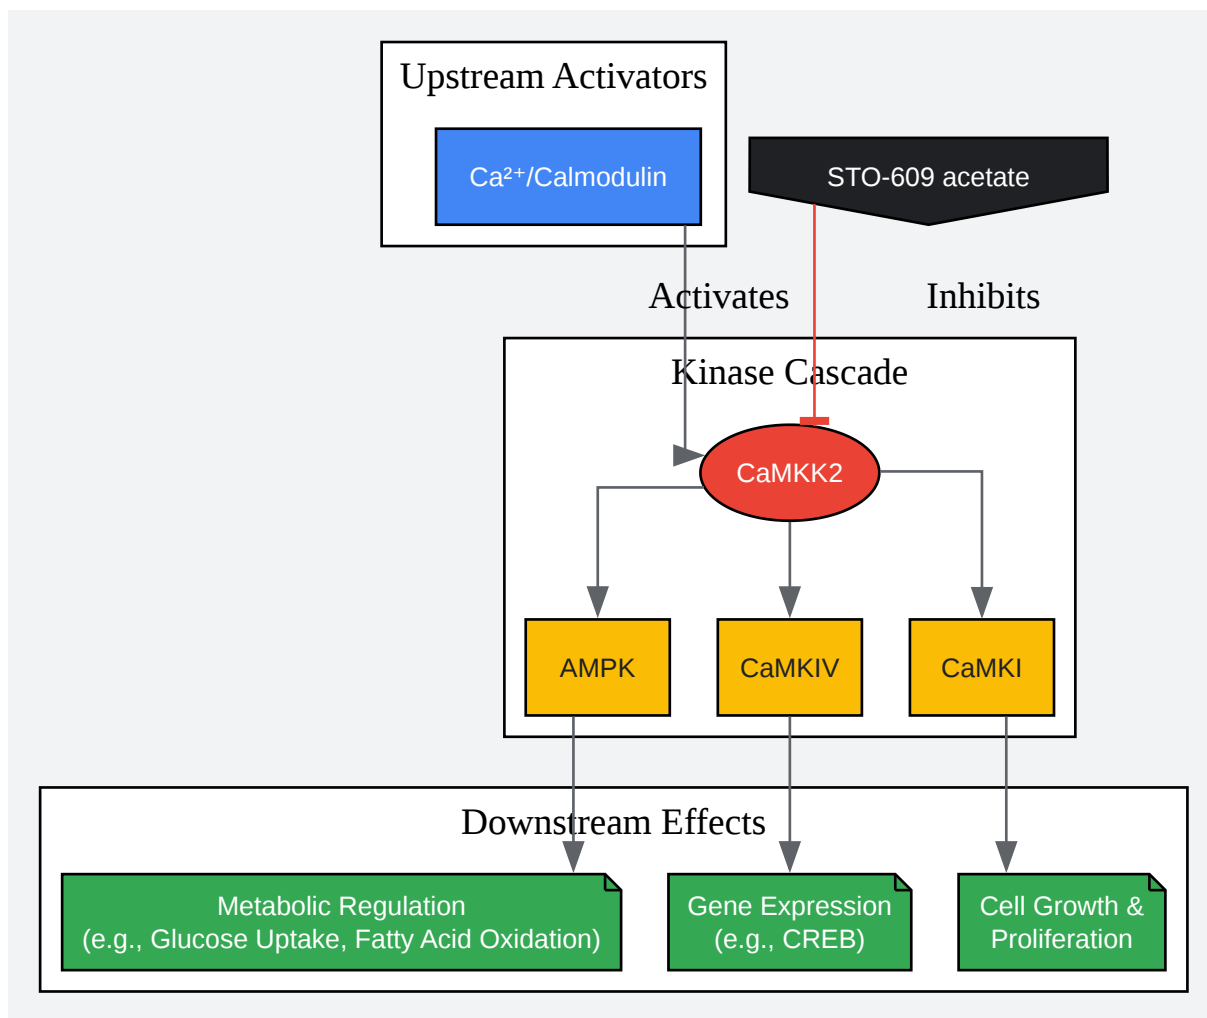 Upstream Activators
Ca²⁺/Calmodulin
STO-609 acetate
Activates
Inhibits
Kinase Cascade
CaMKK2
AMPK
CaMKIV
CaMKI
Downstream Effects
Metabolic Regulation
(e.g., Glucose Uptake, Fatty Acid Oxidation)
Gene Expression
(e.g., CREB)
Cell Growth &
Proliferation